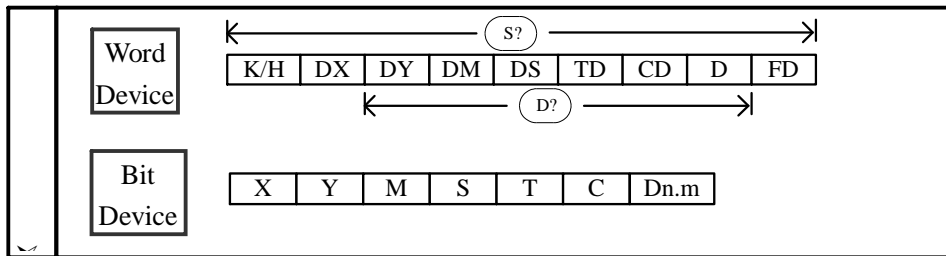 S?
Word Device
K/H DX DY DM DS TD CD D FD
D?
Bit Device
X Y M S T C Dn.m